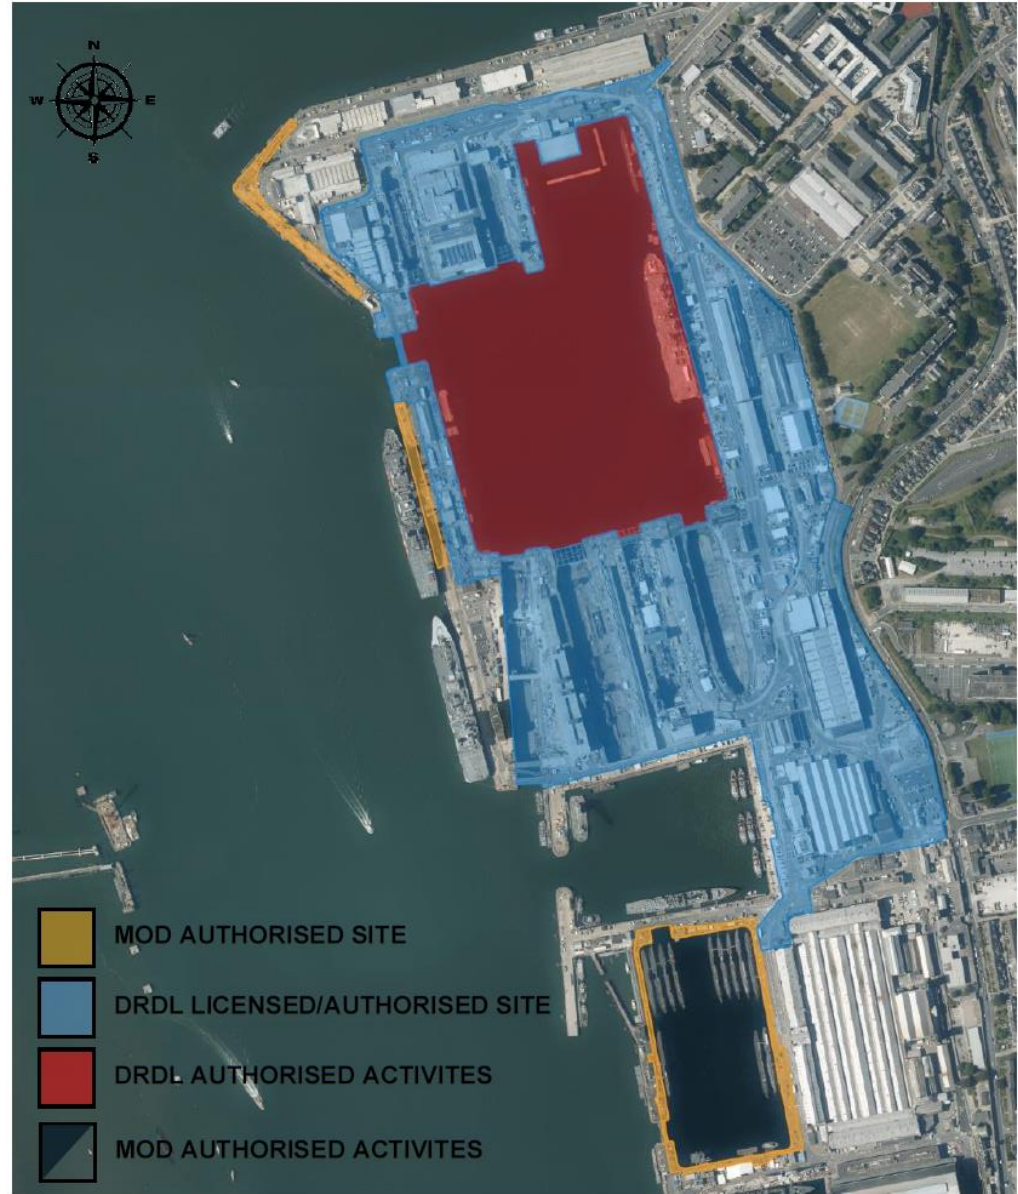 N
W E
S
MOD AUTHORISED SITE
DRDL LICENSED/AUTHORISED SITE
DRDL AUTHORISED ACTIVITES
MOD AUTHORISED ACTIVITES